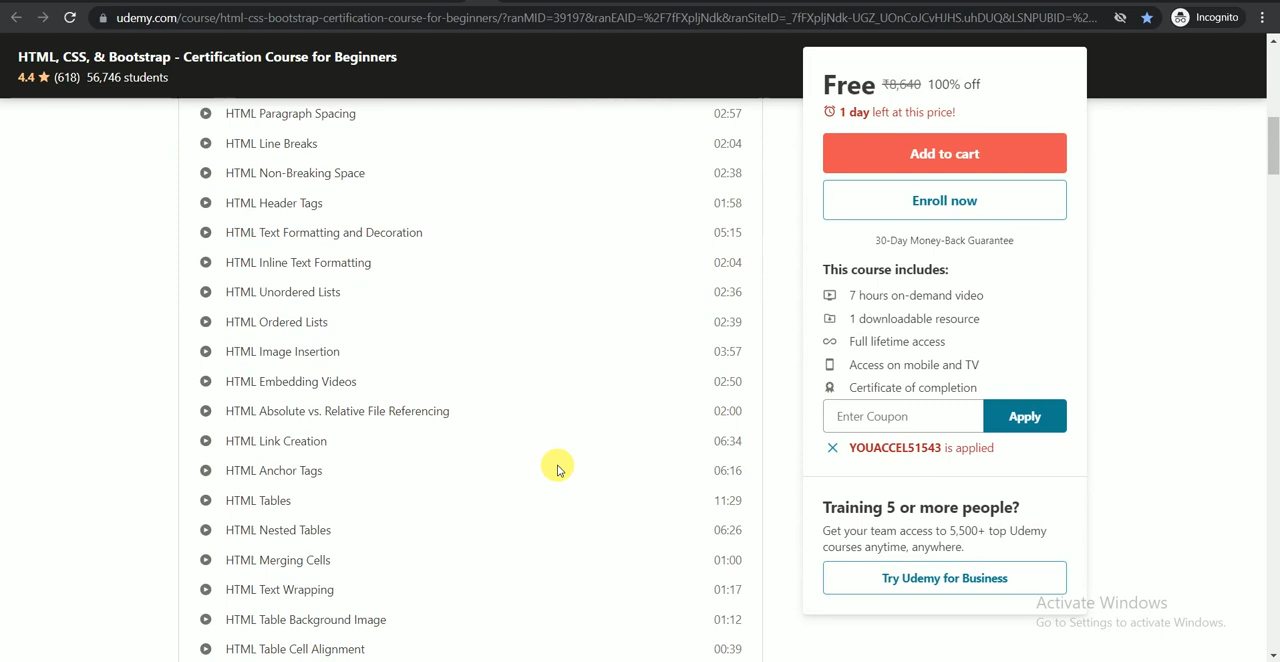 udemy.com/course/html-css-bootstrap-certification-course-for-beginners/?ranMID=39197&ranEAID=%2F7fFXpljNdk&ranSiteID=_7fFXpljNdk-UGZ_UOnCoJCvHJHS.uhDUQ&LSNPUBID=%2...
Incognito
HTML, CSS, & Bootstrap - Certification Course for Beginners
4.4 ★ (618) 56,746 students
HTML Paragraph Spacing 02:57
HTML Line Breaks 02:04
HTML Non-Breaking Space 02:38
HTML Header Tags 01:58
HTML Text Formatting and Decoration 05:15
HTML Inline Text Formatting 02:04
HTML Unordered Lists 02:36
HTML Ordered Lists 02:39
HTML Image Insertion 03:57
HTML Embedding Videos 02:50
HTML Absolute vs. Relative File Referencing 02:00
HTML Link Creation 06:34
HTML Anchor Tags 06:16
HTML Tables 11:29
HTML Nested Tables 06:26
HTML Merging Cells 01:00
HTML Text Wrapping 01:17
HTML Table Background Image 01:12
HTML Table Cell Alignment 00:39
Free ₹8,640 100% off
1 day left at this price!
Add to cart
Enroll now
30-Day Money-Back Guarantee
This course includes:
7 hours on-demand video
1 downloadable resource
Full lifetime access
Access on mobile and TV
Certificate of completion
Enter Coupon Apply
YOUACCEL51543 is applied
Training 5 or more people?
Get your team access to 5,500+ top Udemy
courses anytime, anywhere.
Try Udemy for Business
Activate Windows
Go to Settings to activate Windows.